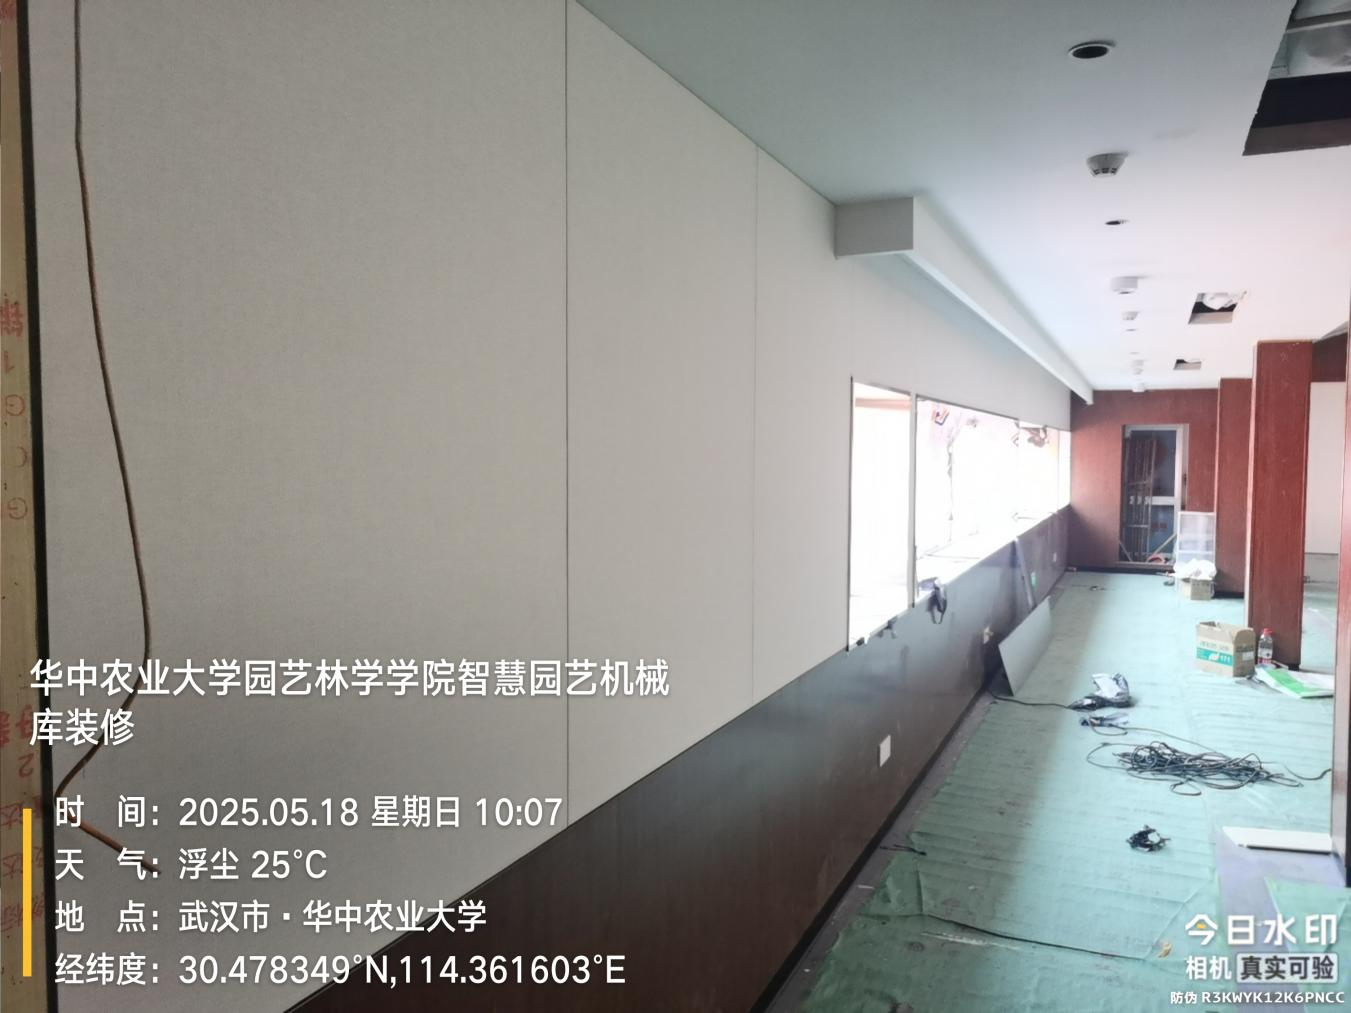 华中农业大学园艺林学学院智慧园艺机械
库装修
时 间：2025.05.18 星期日 10:07
天 气：浮尘 25°C
地 点：武汉市·华中农业大学
经纬度：30.478349°N,114.361603°E
今日水印
相机 真实可验
防伪 R3KWYK12K6PNCC